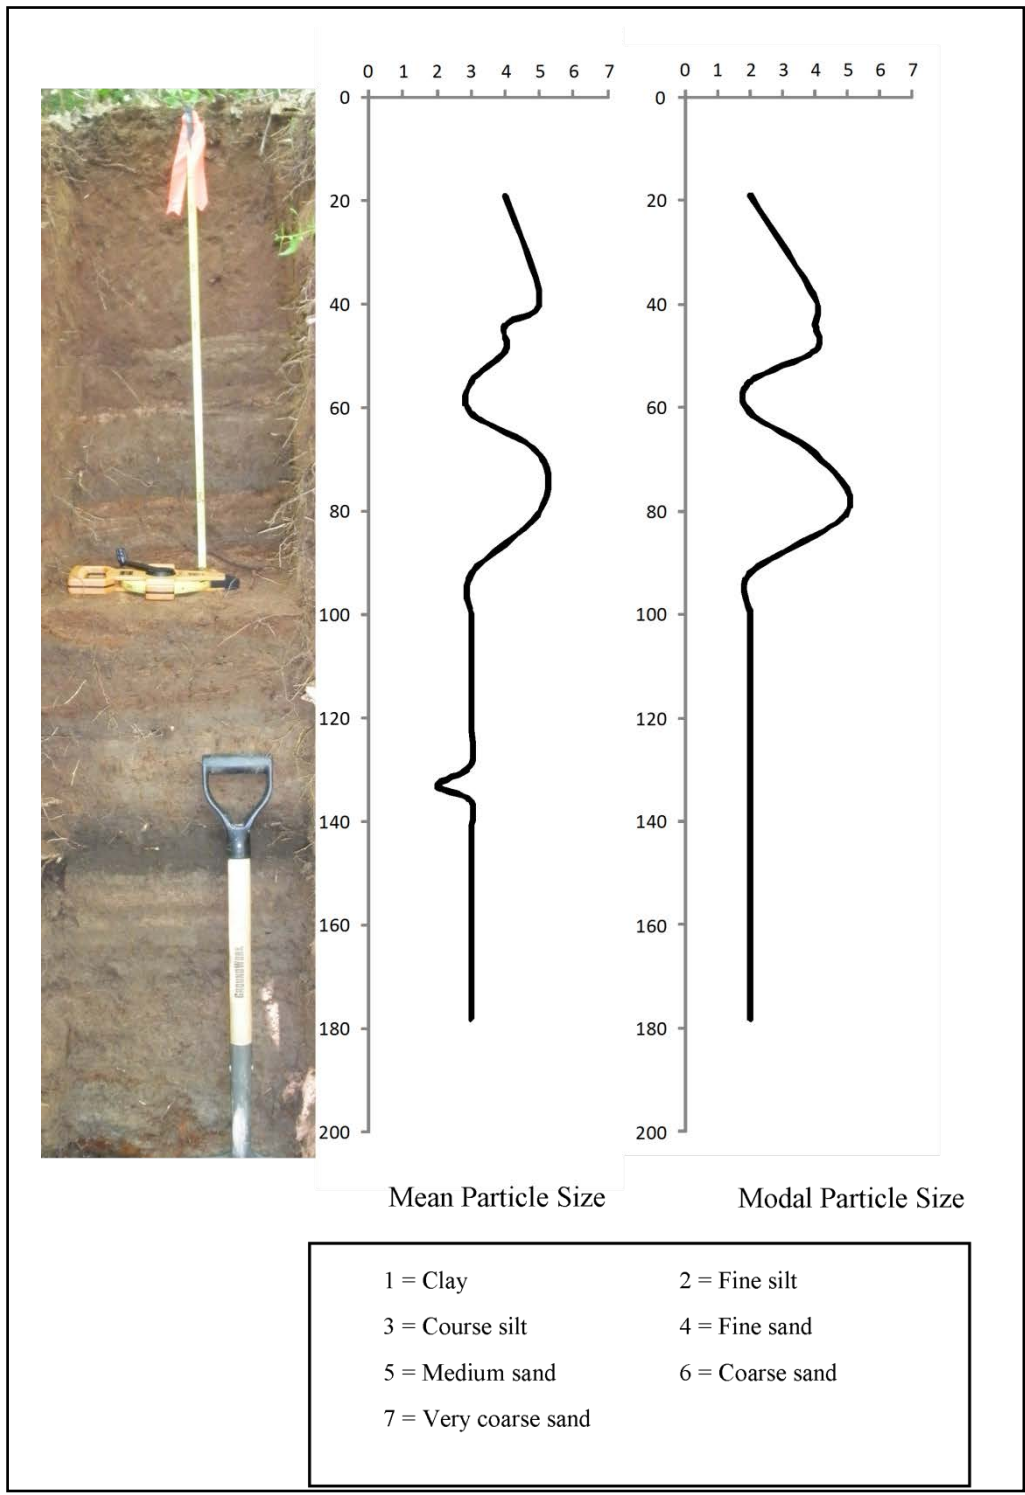 0 1 2 3 4 5 6 7
0
20
40
60
80
100
120
140
160
180
200
0 1 2 3 4 5 6 7
0
20
40
60
80
100
120
140
160
180
200
GROUNDWORK
Mean Particle Size
Modal Particle Size
1 = Clay
2 = Fine silt
3 = Course silt
4 = Fine sand
5 = Medium sand
6 = Coarse sand
7 = Very coarse sand